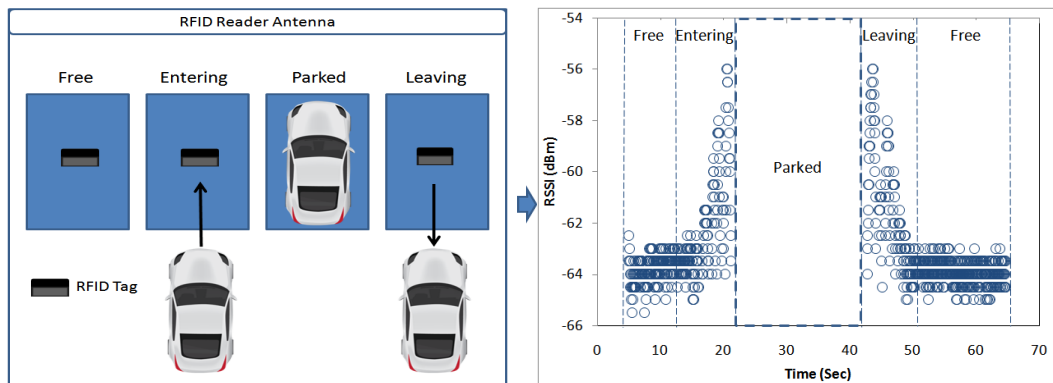 RFID Reader Antenna
Free Entering Parked Leaving
RFID Tag
-54
-56
-58
-60
-62
-64
-66
RSSI (dBm)
Free Entering Leaving Free
Parked
0 10 20 30 40 50 60 70
Time (Sec)